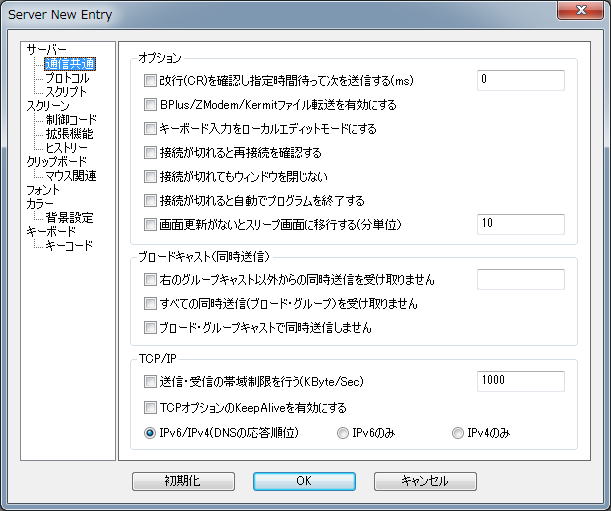 Server New Entry
サーバー
通信共通
プロトコル
スクリプト
スクリーン
制御コード
拡張機能
ヒストリー
クリップボード
マウス関連
フォント
カラー
背景設定
キーボード
キーコード
オプション
改行(CR)を確認し指定時間待って次を送信する(ms)
0
BPlus/ZModem/Kermitファイル転送を有効にする
キーボード入力をローカルエディットモードにする
接続が切れると再接続を確認する
接続が切れてもウィンドウを閉じない
接続が切れると自動でプログラムを終了する
画面更新がないとスリープ画面に移行する(分単位)
10
ブロードキャスト(同時送信)
右のグループキャスト以外からの同時送信を受け取りません
すべての同時送信(ブロード・グループ)を受け取りません
ブロード・グループキャストで同時送信しません
TCP/IP
送信・受信の帯域制限を行う(KByte/Sec)
1000
TCPオプションのKeepAliveを有効にする
IPv6/IPv4(DNSの応答順位)
IPv6のみ
IPv4のみ
初期化
OK
キャンセル